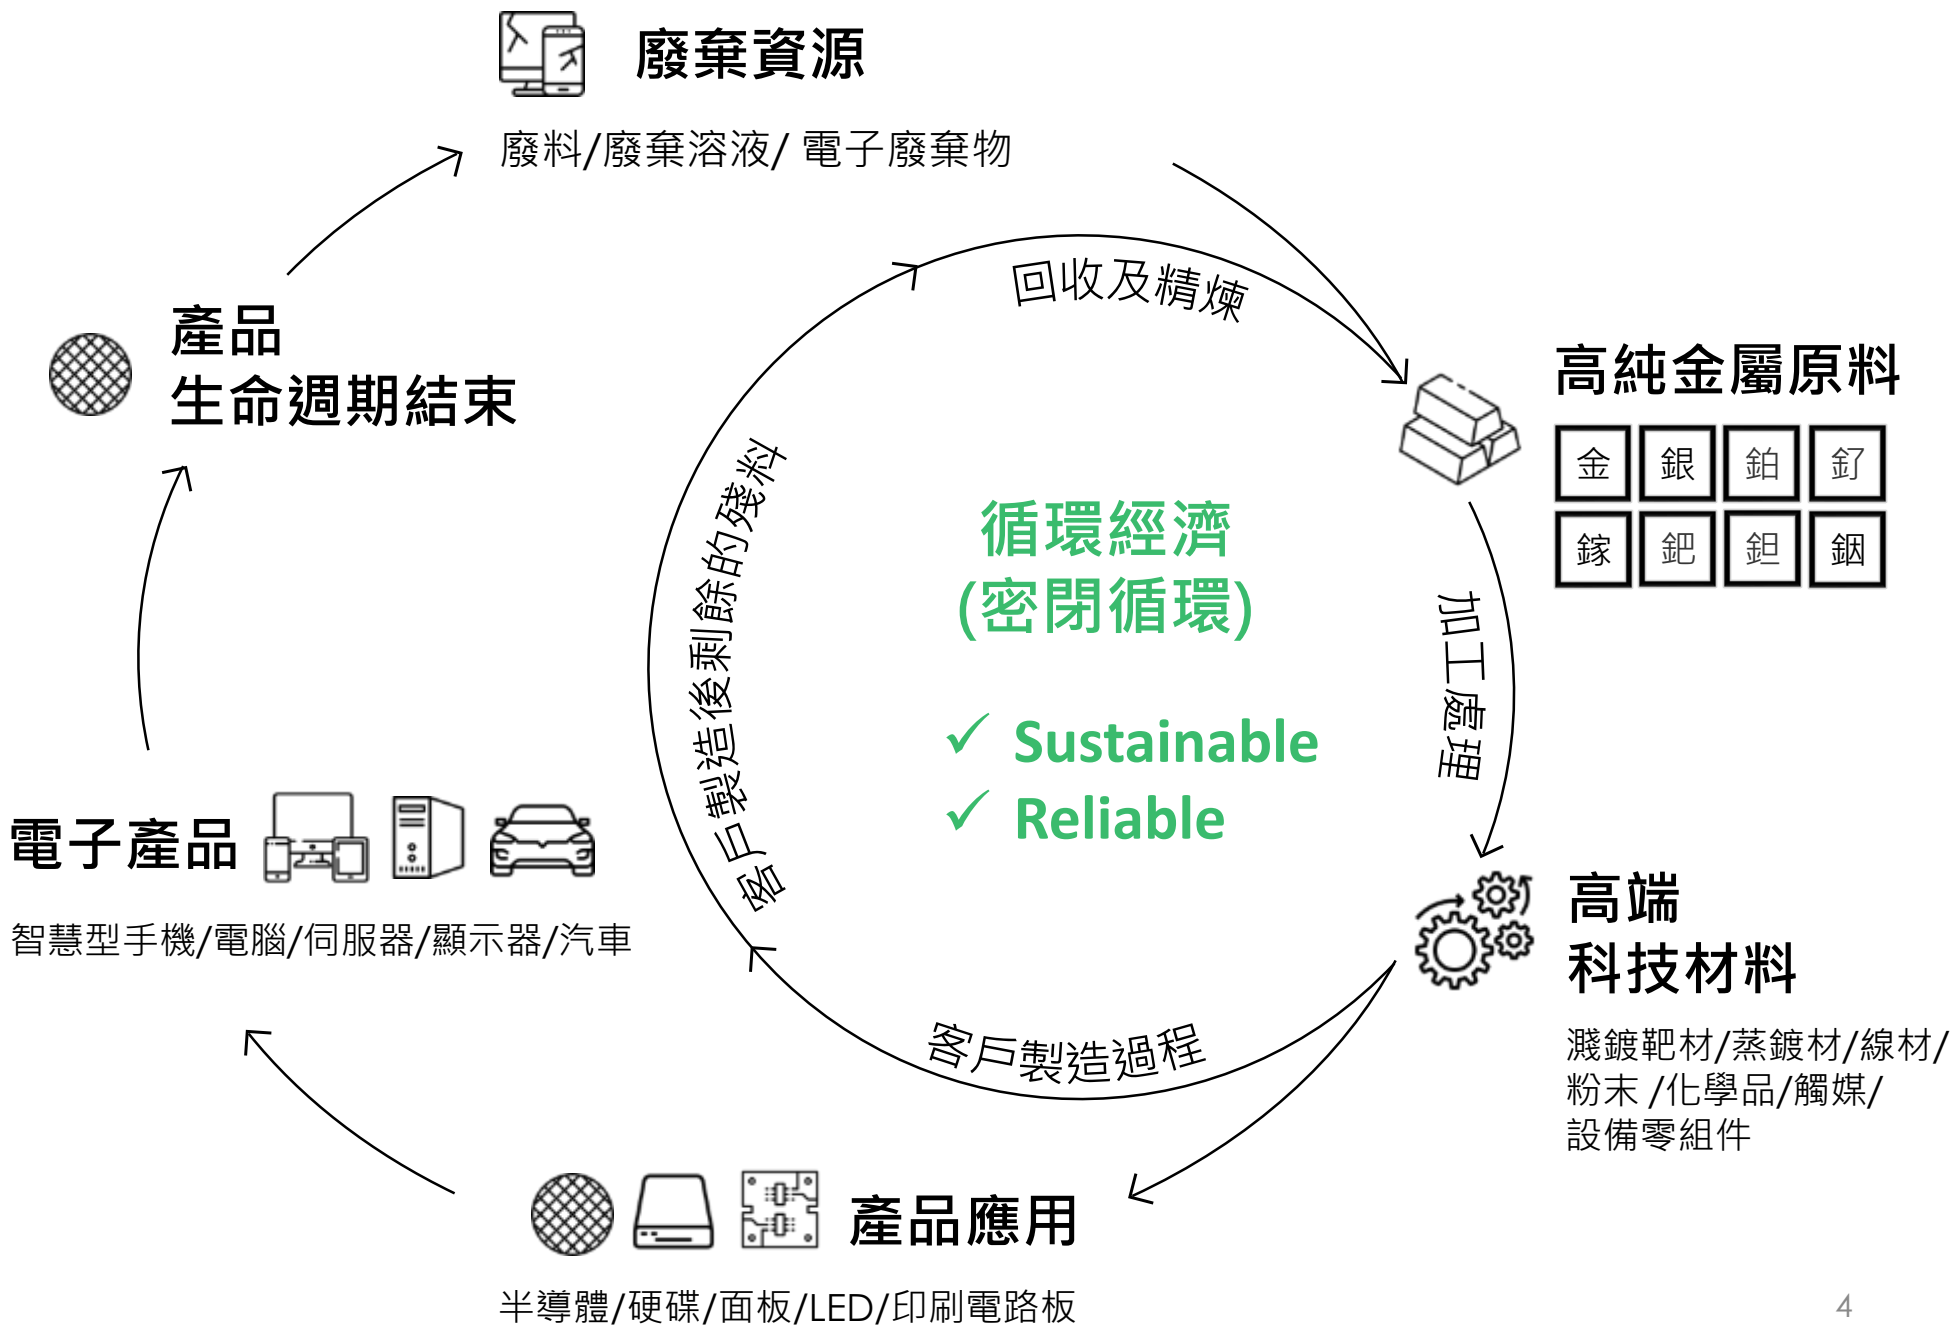 廢棄資源
廢料/廢棄溶液/ 電子廢棄物
回收及精煉
高純金屬原料
金 銀 鉑 釕
鎵 鈀 鉭 銦
加工處理
高端
科技材料
濺鍍靶材/蒸鍍材/線材/
粉末 /化學品/觸媒/
設備零組件
客戶製造過程
客戶製造後剩餘的殘料
循環經濟
(密閉循環)
✓ Sustainable
✓ Reliable
產品應用
半導體/硬碟/面板/LED/印刷電路板
電子產品
智慧型手機/電腦/伺服器/顯示器/汽車
產品
生命週期結束
4